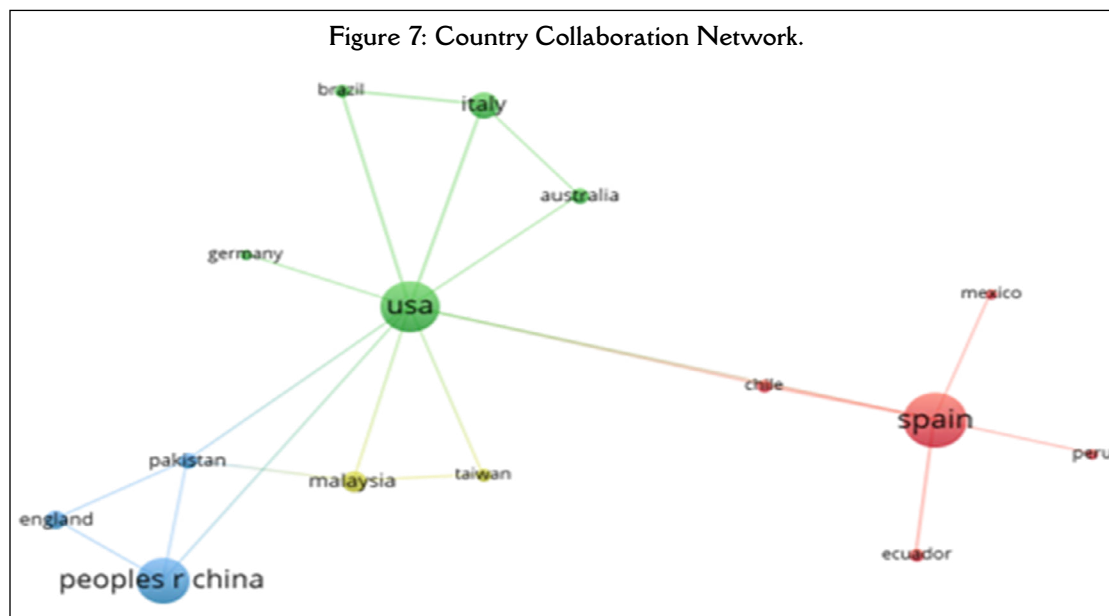 Figure 7: Country Collaboration Network.
brazil
italy
australia
germany
usa
mexico
chile
spain
peru
pakistan
malaysia
taiwan
england
ecuador
peoples r china